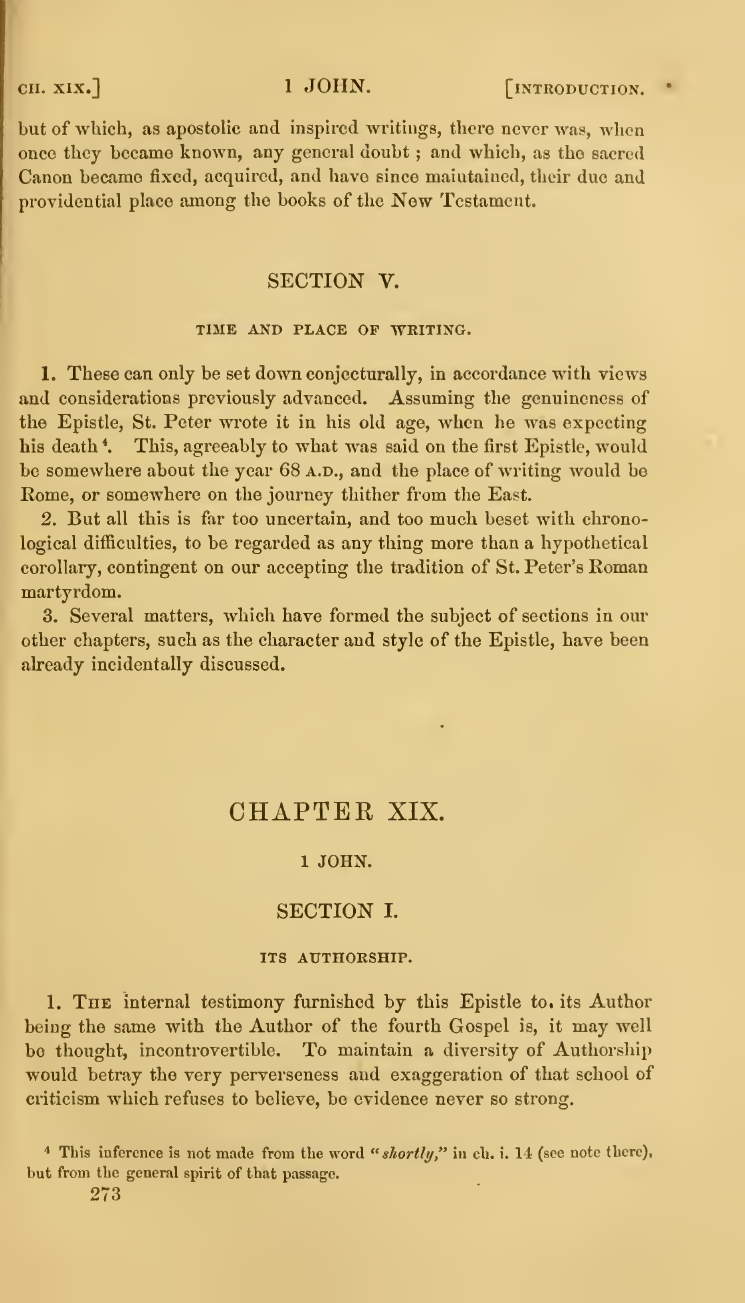 CH. XIX.] 1 JOHN. [INTRODUCTION.
but of which, as apostolic and inspired writings, there never was, when
once they became known, any general doubt ; and which, as the sacred
Canon became fixed, acquired, and have since maintained, their due and
providential place among the books of the New Testament.
SECTION V.
TIME AND PLACE OF WRITING.
1. These can only be set down conjecturally, in accordance with views
and considerations previously advanced. Assuming the genuineness of
the Epistle, St. Peter wrote it in his old age, when he was expecting
his death⁴. This, agreeably to what was said on the first Epistle, would
be somewhere about the year 68 A.D., and the place of writing would be
Rome, or somewhere on the journey thither from the East.
2. But all this is far too uncertain, and too much beset with chrono-
logical difficulties, to be regarded as any thing more than a hypothetical
corollary, contingent on our accepting the tradition of St. Peter's Roman
martyrdom.
3. Several matters, which have formed the subject of sections in our
other chapters, such as the character and style of the Epistle, have been
already incidentally discussed.
CHAPTER XIX.
1 JOHN.
SECTION I.
ITS AUTHORSHIP.
1. THE internal testimony furnished by this Epistle to, its Author
being the same with the Author of the fourth Gospel is, it may well
be thought, incontrovertible. To maintain a diversity of Authorship
would betray the very perverseness and exaggeration of that school of
criticism which refuses to believe, be evidence never so strong.
⁴ This inference is not made from the word "shortly," in ch. i. 14 (see note there),
but from the general spirit of that passage.
273